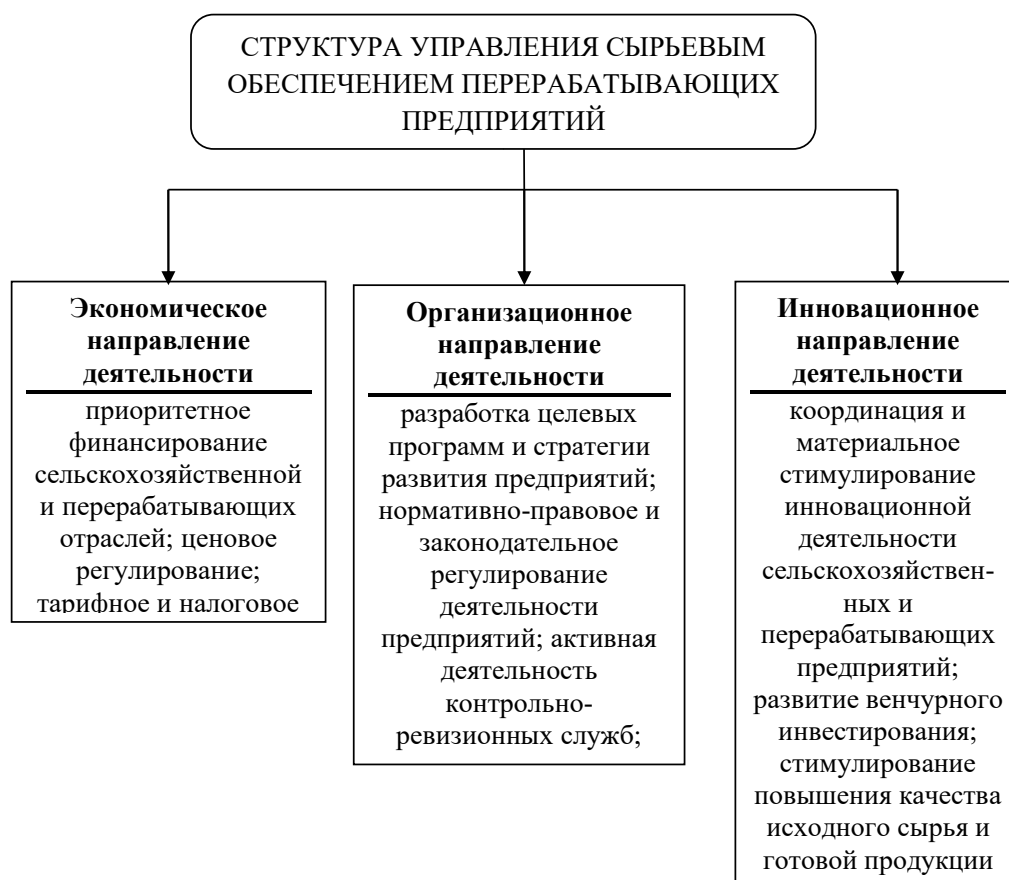 СТРУКТУРА УПРАВЛЕНИЯ СЫРЬЕВЫМ
ОБЕСПЕЧЕНИЕМ ПЕРЕРАБАТЫВАЮЩИХ
ПРЕДПРИЯТИЙ
Экономическое
направление
деятельности
приоритетное
финансирование
сельскохозяйственной
и перерабатывающих
отраслей; ценовое
регулирование;
тарифное и налоговое
Организационное
направление
деятельности
разработка целевых
программ и стратегии
развития предприятий;
нормативно-правовое и
законодательное
регулирование
деятельности
предприятий; активная
деятельность
контрольно-
ревизионных служб;
Инновационное
направление
деятельности
координация и
материальное
стимулирование
инновационной
деятельности
сельскохозяйствен-
ных и
перерабатывающих
предприятий;
развитие венчурного
инвестирования;
стимулирование
повышения качества
исходного сырья и
готовой продукции